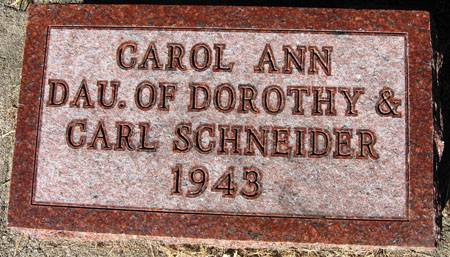 CAROL ANN
DAU. OF DOROTHY &
CARL SCHNEIDER
1943